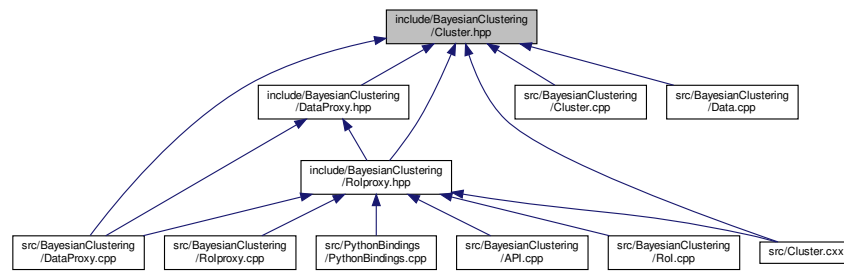 include/BayesianClustering
/Cluster.hpp
include/BayesianClustering
/DataProxy.hpp
src/BayesianClustering
/Cluster.cpp
src/BayesianClustering
/Data.cpp
include/BayesianClustering
/RoIproxy.hpp
src/BayesianClustering
/DataProxy.cpp
src/BayesianClustering
/RoIproxy.cpp
src/PythonBindings
/PythonBindings.cpp
src/BayesianClustering
/API.cpp
src/BayesianClustering
/RoI.cpp
src/Cluster.cxx